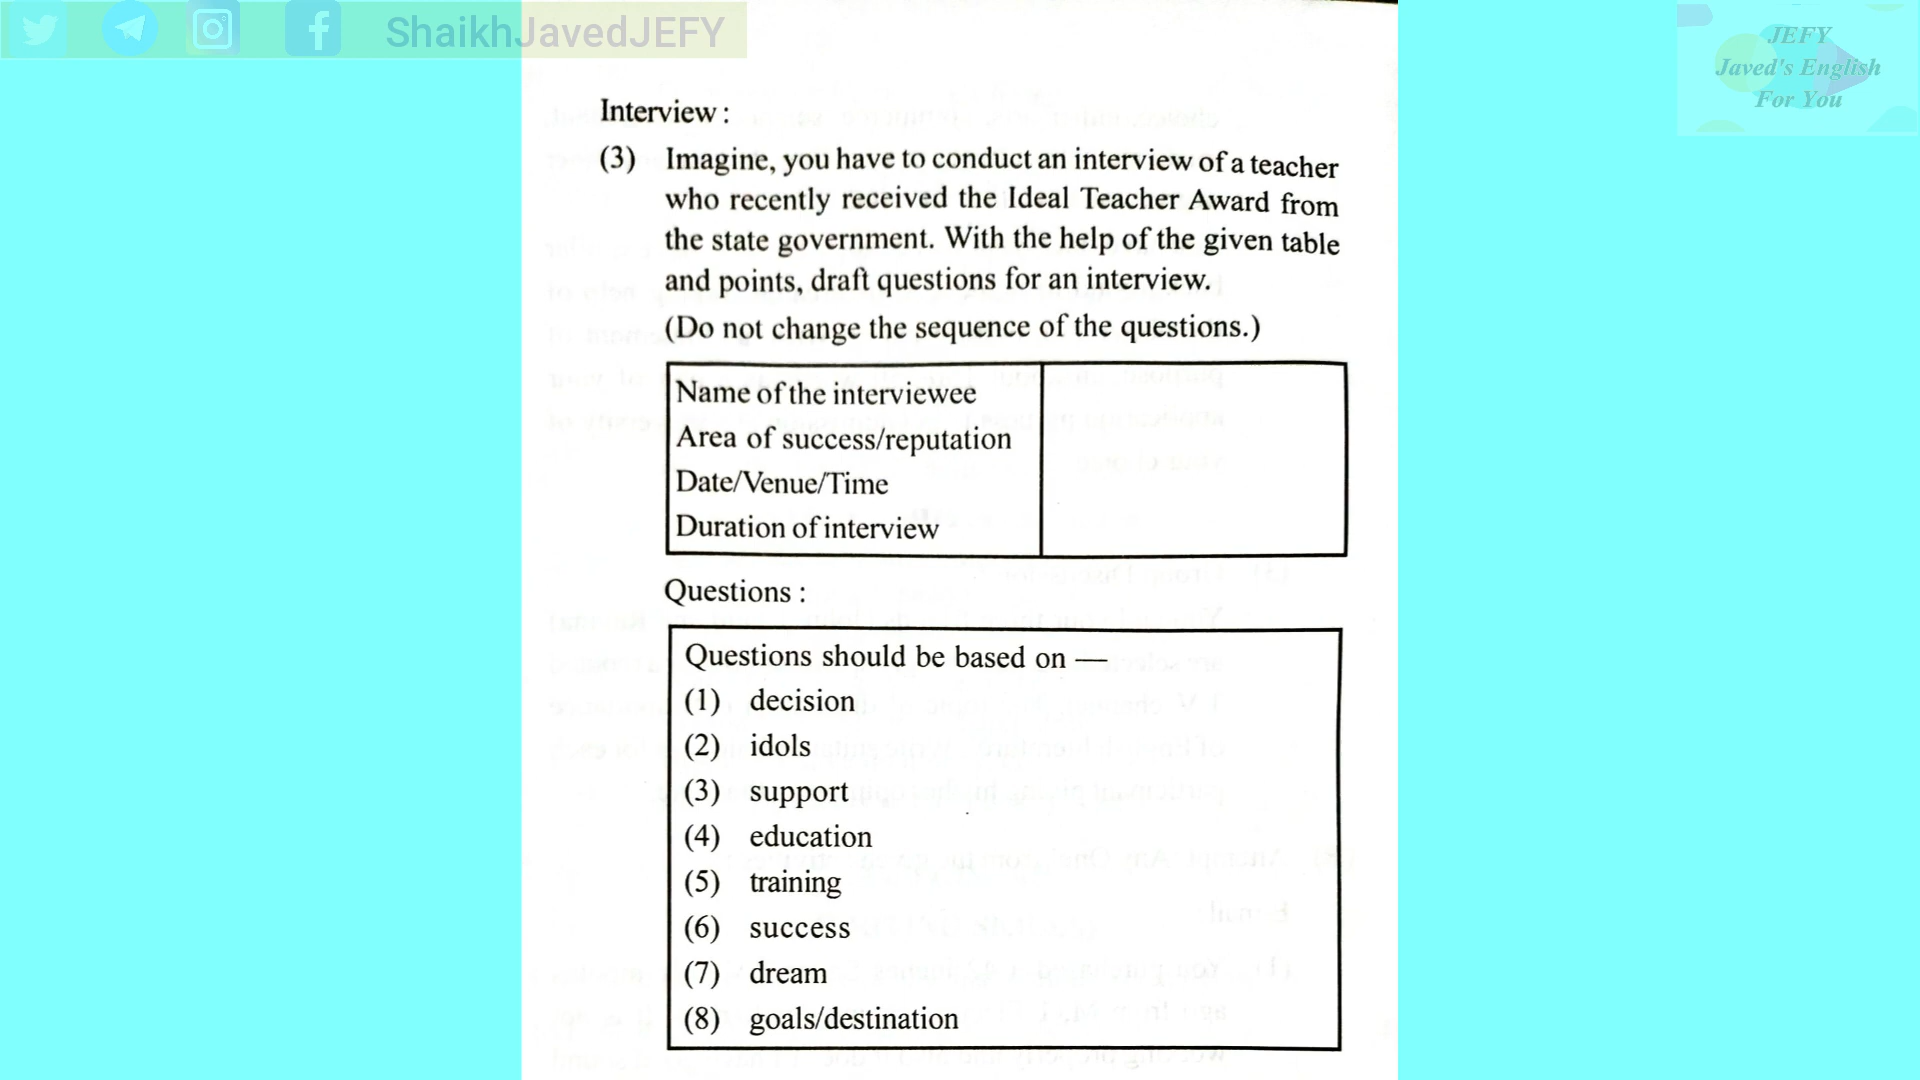 ShaikhJavedJEFY
JEFY
Javed's English
For You
Interview :
(3) Imagine, you have to conduct an interview of a teacher
who recently received the Ideal Teacher Award from
the state government. With the help of the given table
and points, draft questions for an interview.
(Do not change the sequence of the questions.)
Name of the interviewee
Area of success/reputation
Date/Venue/Time
Duration of interview
Questions :
Questions should be based on —
(1) decision
(2) idols
(3) support
(4) education
(5) training
(6) success
(7) dream
(8) goals/destination